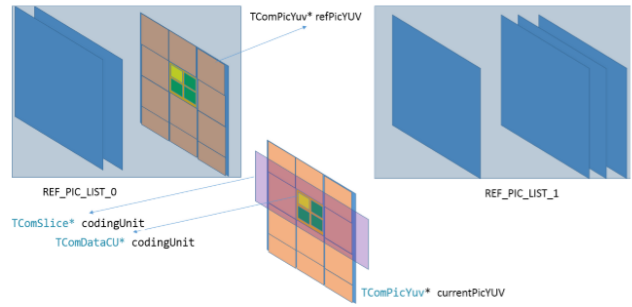 TComPicYuv* refPicYUV
REF_PIC_LIST_0
REF_PIC_LIST_1
TComSlice* codingUnit
TComDataCU* codingUnit
TComPicYuv* currentPicYUV